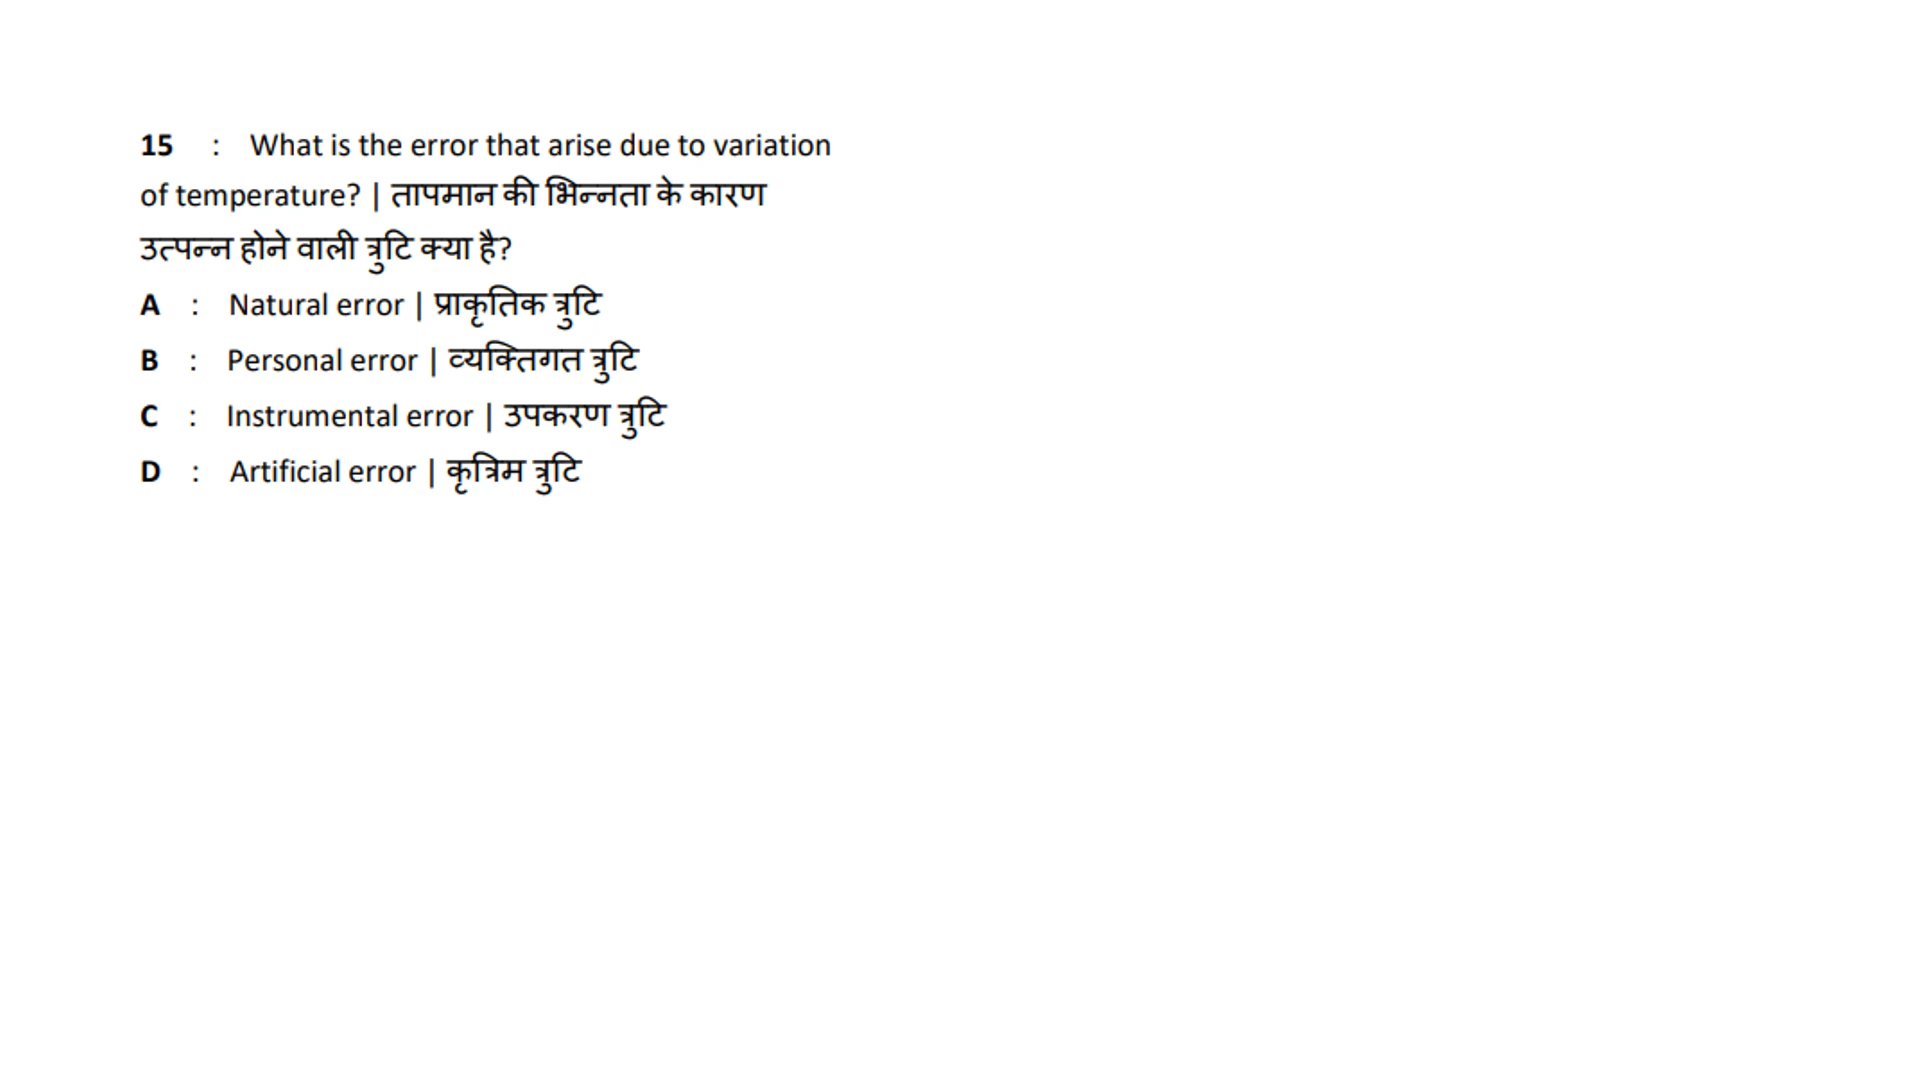 15 : What is the error that arise due to variation
of temperature? | तापमान की भिन्नता के कारण
उत्पन्न होने वाली त्रुटि क्या है?
A : Natural error | प्राकृतिक त्रुटि
B : Personal error | व्यक्तिगत त्रुटि
C : Instrumental error | उपकरण त्रुटि
D : Artificial error | कृत्रिम त्रुटि